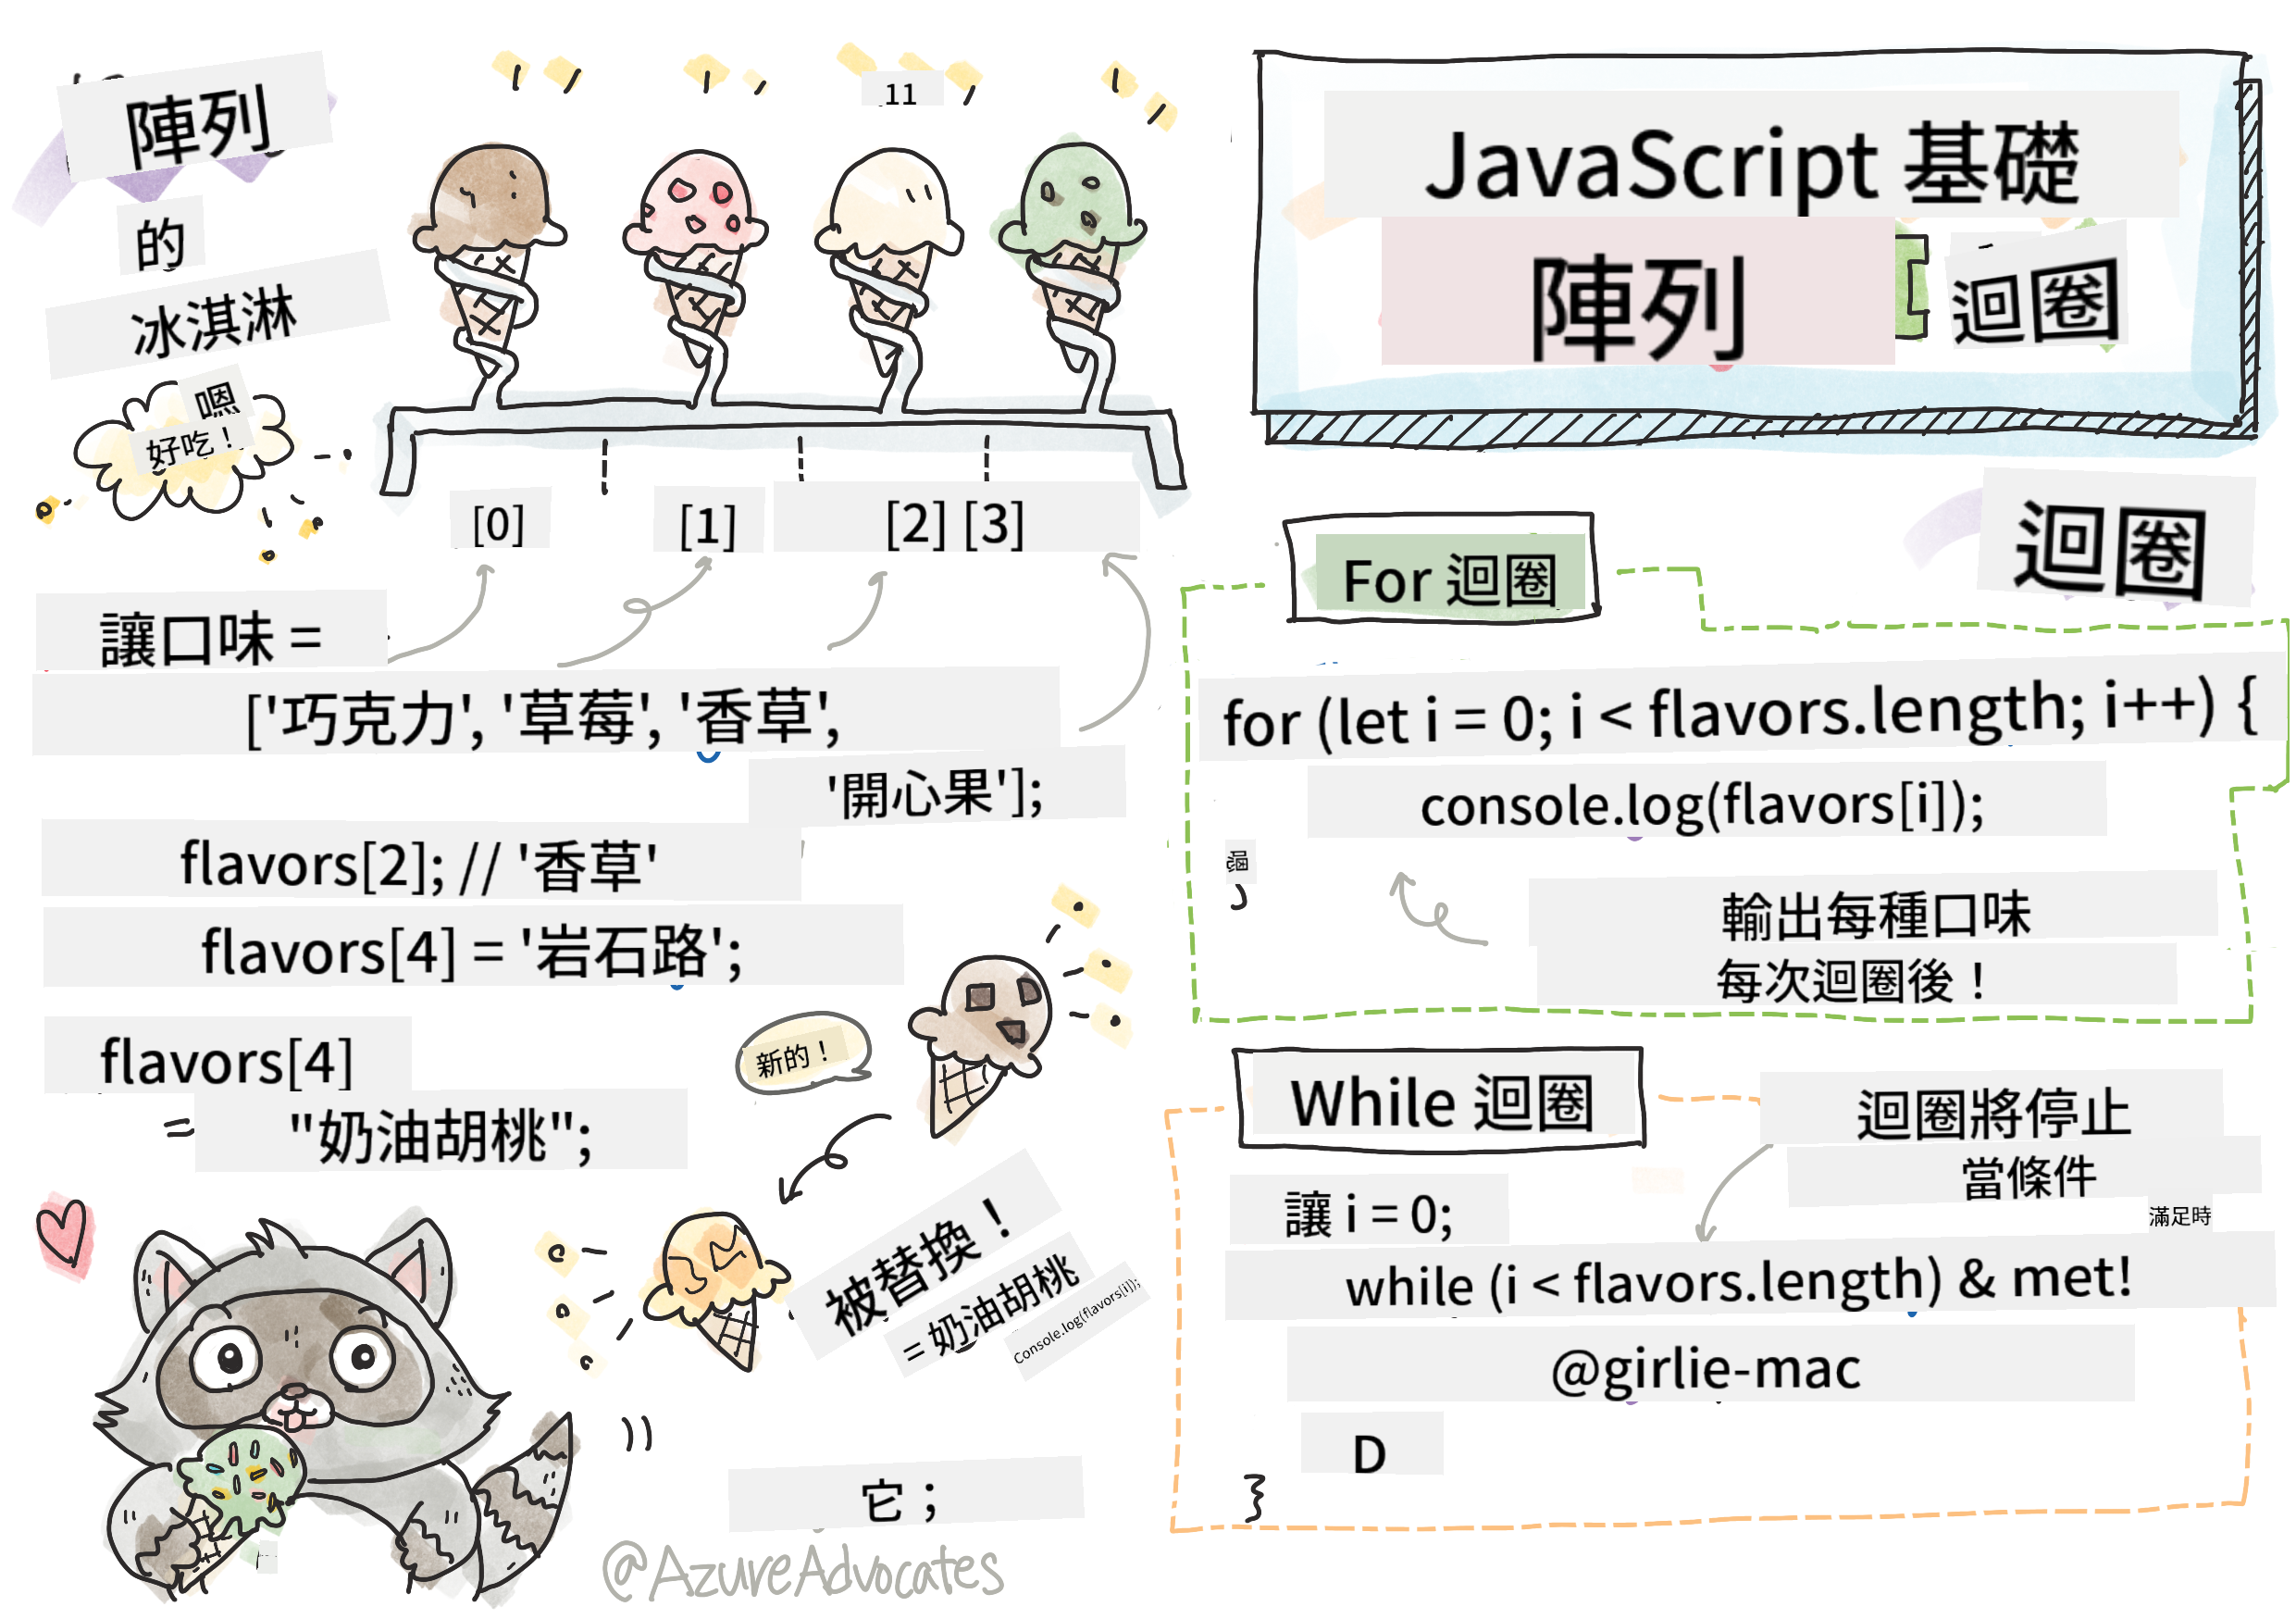 陣列
的
冰淇淋
嗯
好吃！
11
[0] [1] [2] [3]
讓口味 =
['巧克力', '草莓', '香草',
'開心果'];
flavors[2]; // '香草'
flavors[4] = '岩石路';
flavors[4]
= "奶油胡桃";
新的！
被替換！
= 奶油胡桃
Console.log(flavors[i]);
它；
@AzureAdvocates
JavaScript 基礎
陣列
迴圈
迴圈
For 迴圈
for (let i = 0; i < flavors.length; i++) {
console.log(flavors[i]);
輸出每種口味
每次迴圈後！
While 迴圈
迴圈將停止
當條件
滿足時
讓 i = 0;
while (i < flavors.length) & met!
@girlie-mac
D
}